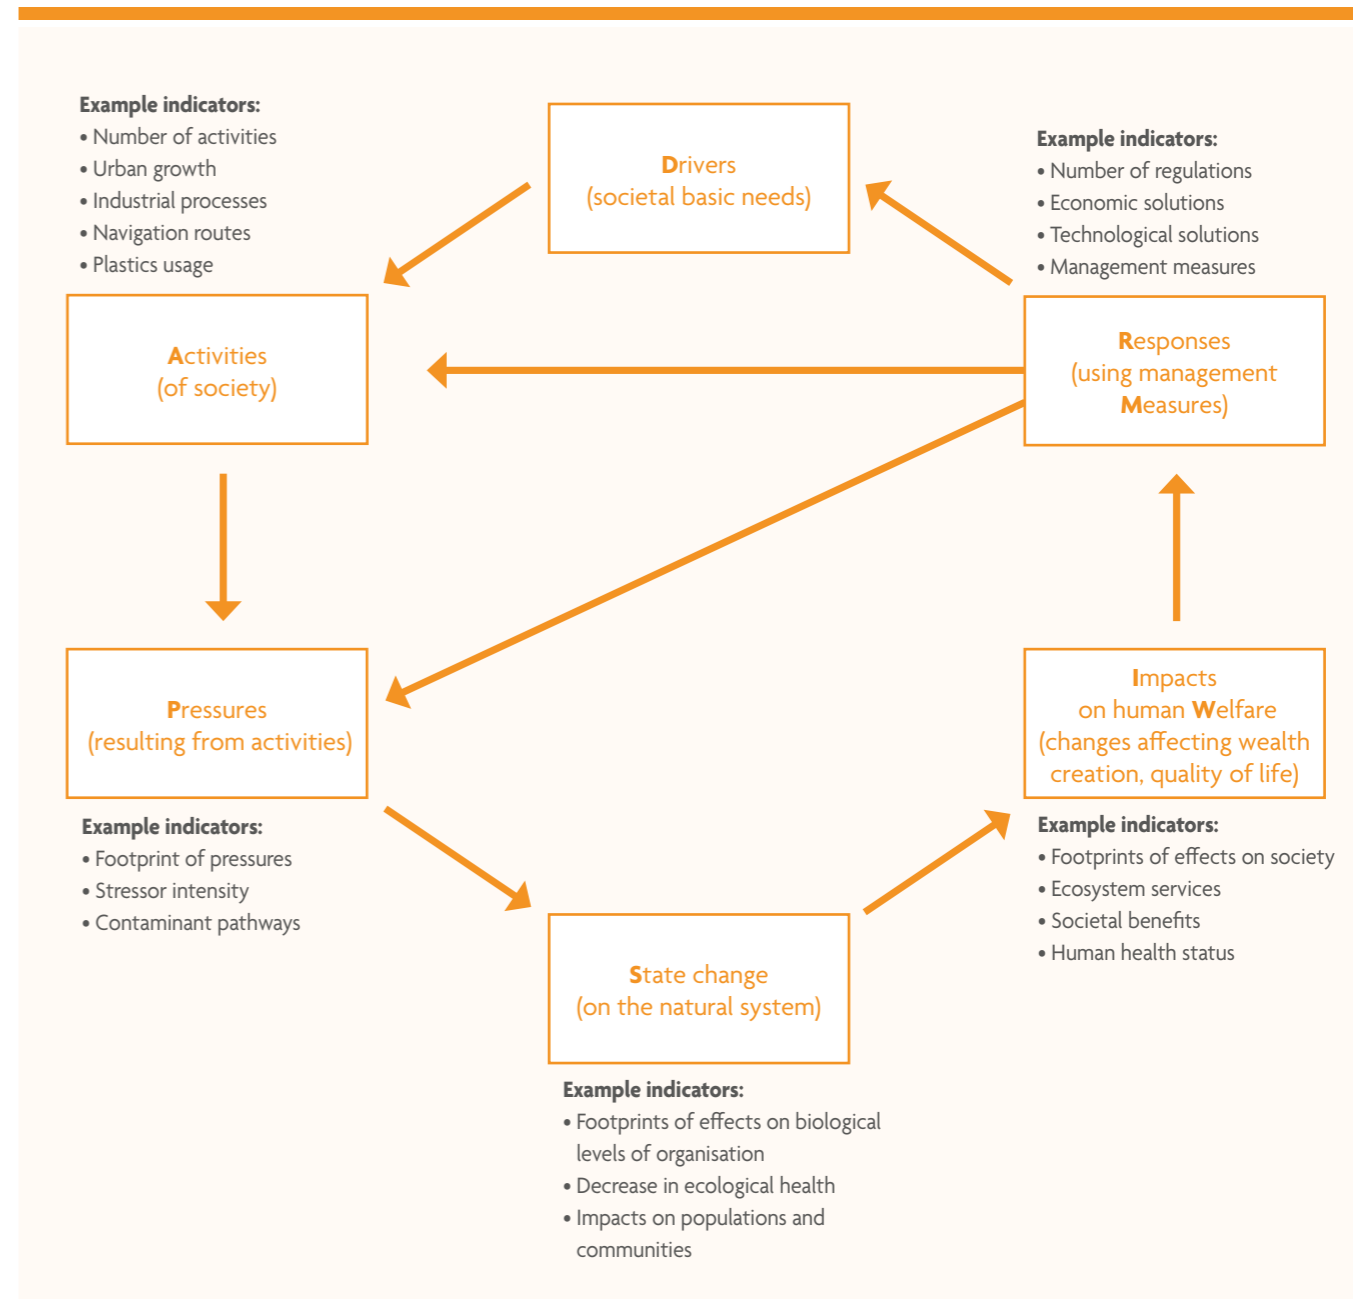 Example indicators:
• Number of activities
• Urban growth
• Industrial processes
• Navigation routes
• Plastics usage
Drivers
(societal basic needs)
Example indicators:
• Number of regulations
• Economic solutions
• Technological solutions
• Management measures
Activities
(of society)
Responses
(using management
Measures)
Pressures
(resulting from activities)
Example indicators:
• Footprint of pressures
• Stressor intensity
• Contaminant pathways
Impacts
on human Welfare
(changes affecting wealth
creation, quality of life)
Example indicators:
• Footprints of effects on society
• Ecosystem services
• Societal benefits
• Human health status
State change
(on the natural system)
Example indicators:
• Footprints of effects on biological
levels of organisation
• Decrease in ecological health
• Impacts on populations and
communities